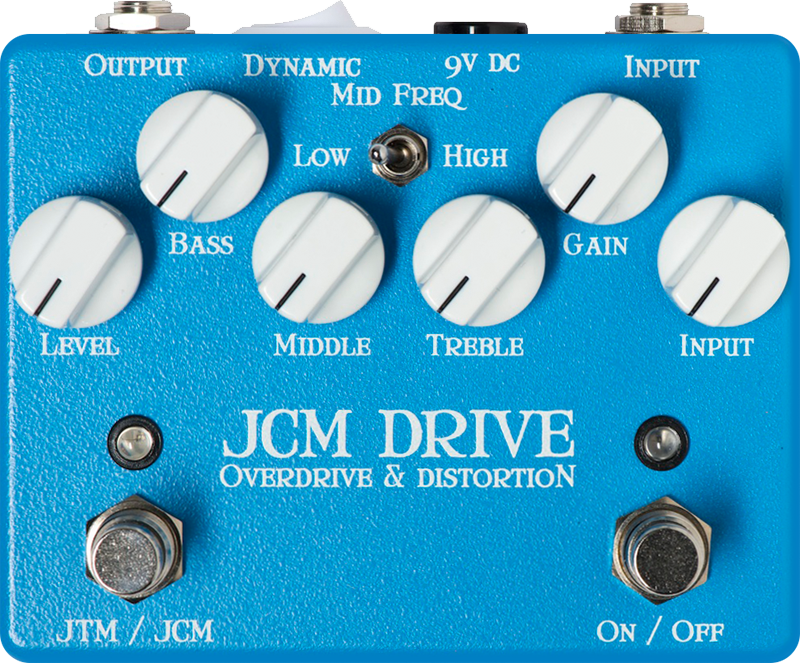 OUTPUT DYNAMIC 9V DC INPUT
MID FREQ
LOW HIGH
BASS GAIN
LEVEL MIDDLE TREBLE INPUT
JCM DRIVE
OVERDRIVE & DISTORTION
JTM / JCM ON / OFF